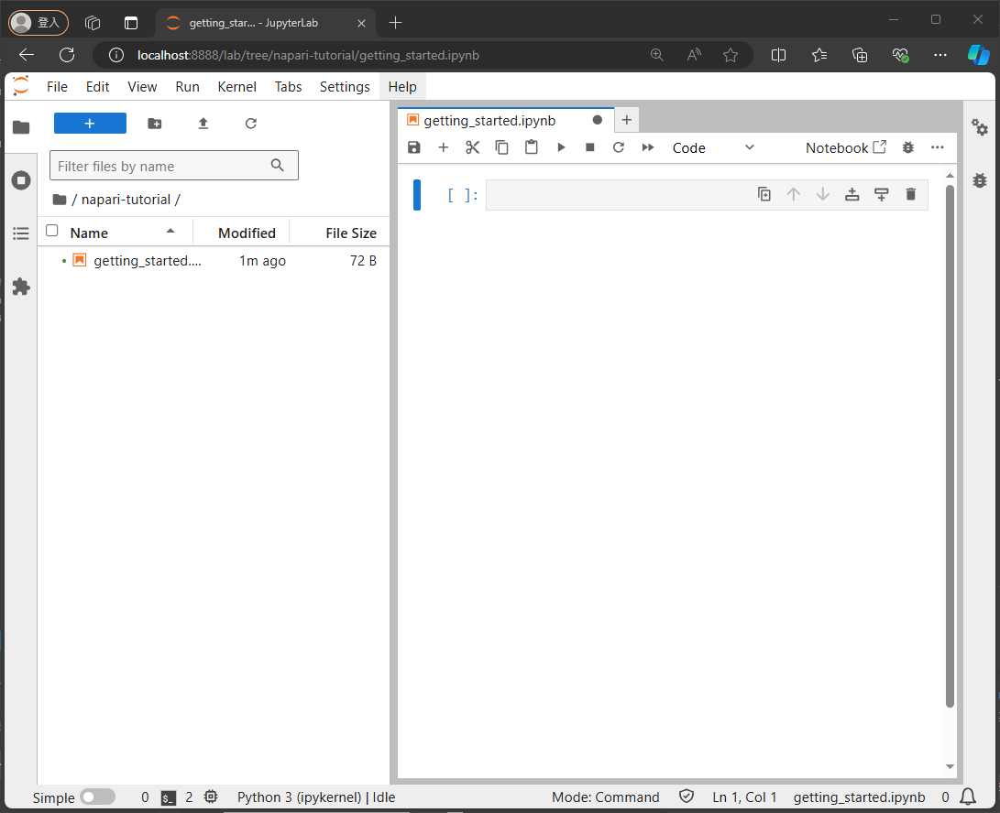 登入
getting_star... - JupyterLab
localhost:8888/lab/tree/napari-tutorial/getting_started.ipynb
File Edit View Run Kernel Tabs Settings Help
getting_started.ipynb
Code
Notebook
Filter files by name
/ napari-tutorial /
[ ]:
Name Modified File Size
getting_started.... 1m ago 72 B
Simple 0 $_ 2 Python 3 (ipykernel) | Idle Mode: Command Ln 1, Col 1 getting_started.ipynb 0